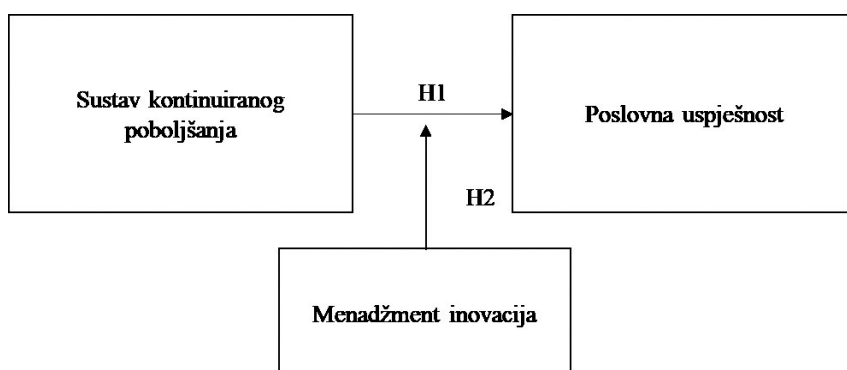 Sustav kontinuiranog
poboljšanja
H1
Poslovna uspješnost
H2
Menadžment inovacija